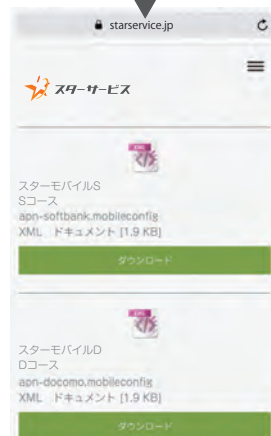 starservice.jp
スターサービス
スターモバイルS
Sコース
apn-softbank.mobileconfig
XML ドキュメント [1.9 KB]
ダウンロード
スターモバイルD
Dコース
apn-docomo.mobileconfig
XML ドキュメント [1.9 KB]
ダウンロード